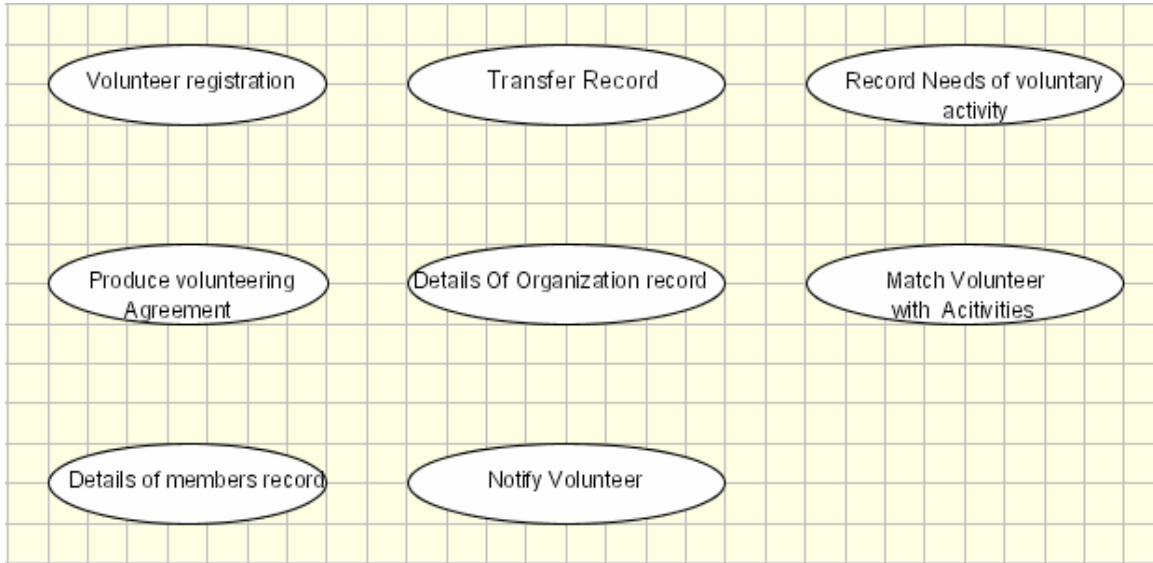 Volunteer registration
Transfer Record
Record Needs of voluntary
activity
Produce volunteering
Agreement
Details Of Organization record
Match Volunteer
with Acitivities
Details of members record
Notify Volunteer